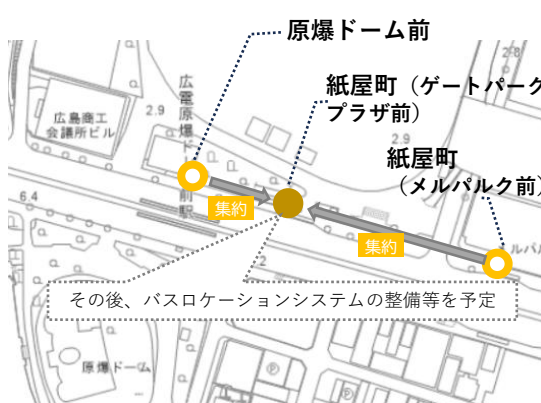 原爆ドーム前
紙屋町（ゲートパーク
プラザ前）
紙屋町
（メルパルク前）
広島商工
会議所ビル
2.9
広電原爆ド
前駅
2.9
2-8
6.4
集約
集約
ルパル
.2
その後、バスロケーションシステムの整備等を予定
原爆ドーム